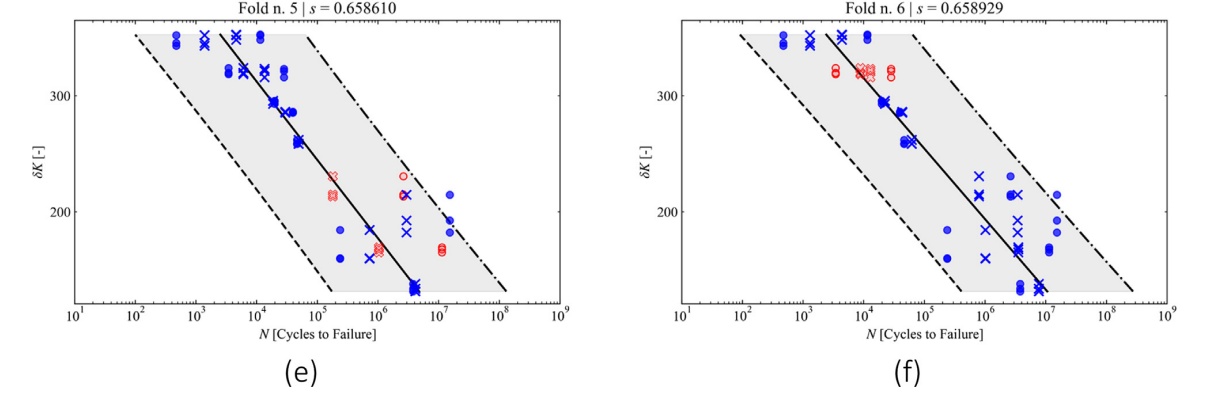 Fold n. 5 | s = 0.658610
300
200
δK [-]
10^1 10^2 10^3 10^4 10^5 10^6 10^7 10^8 10^9
N [Cycles to Failure]
(e)
Fold n. 6 | s = 0.658929
300
200
δK [-]
10^1 10^2 10^3 10^4 10^5 10^6 10^7 10^8 10^9
N [Cycles to Failure]
(f)